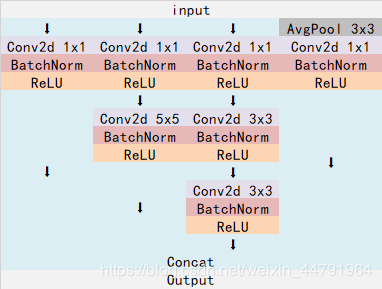 input
AvgPool 3x3
Conv2d 1x1 Conv2d 1x1 Conv2d 1x1 Conv2d 1x1
BatchNorm BatchNorm BatchNorm BatchNorm
ReLU ReLU ReLU ReLU
Conv2d 5x5 Conv2d 3x3
BatchNorm BatchNorm
ReLU ReLU
Conv2d 3x3
BatchNorm
ReLU
Concat
https://blog.csdn.net/weixin_44791964
Output